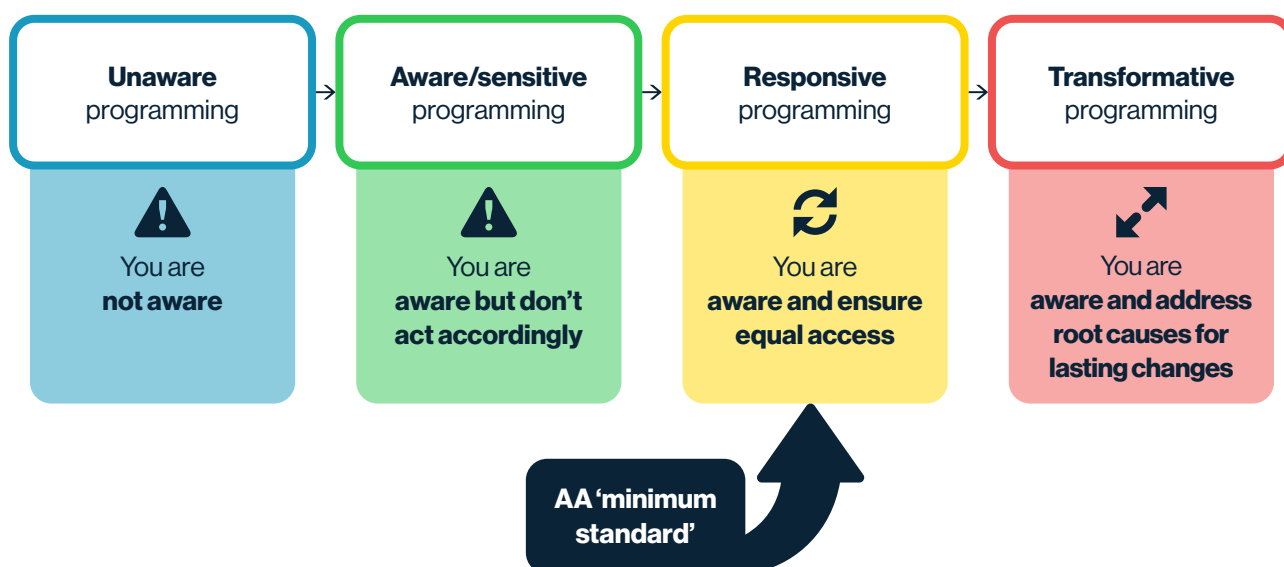 Unaware
programming
Aware/sensitive
programming
Responsive
programming
Transformative
programming
You are
not aware
You are
aware but don’t
act accordingly
You are
aware and ensure
equal access
You are
aware and address
root causes for
lasting changes
AA ‘minimum
standard’